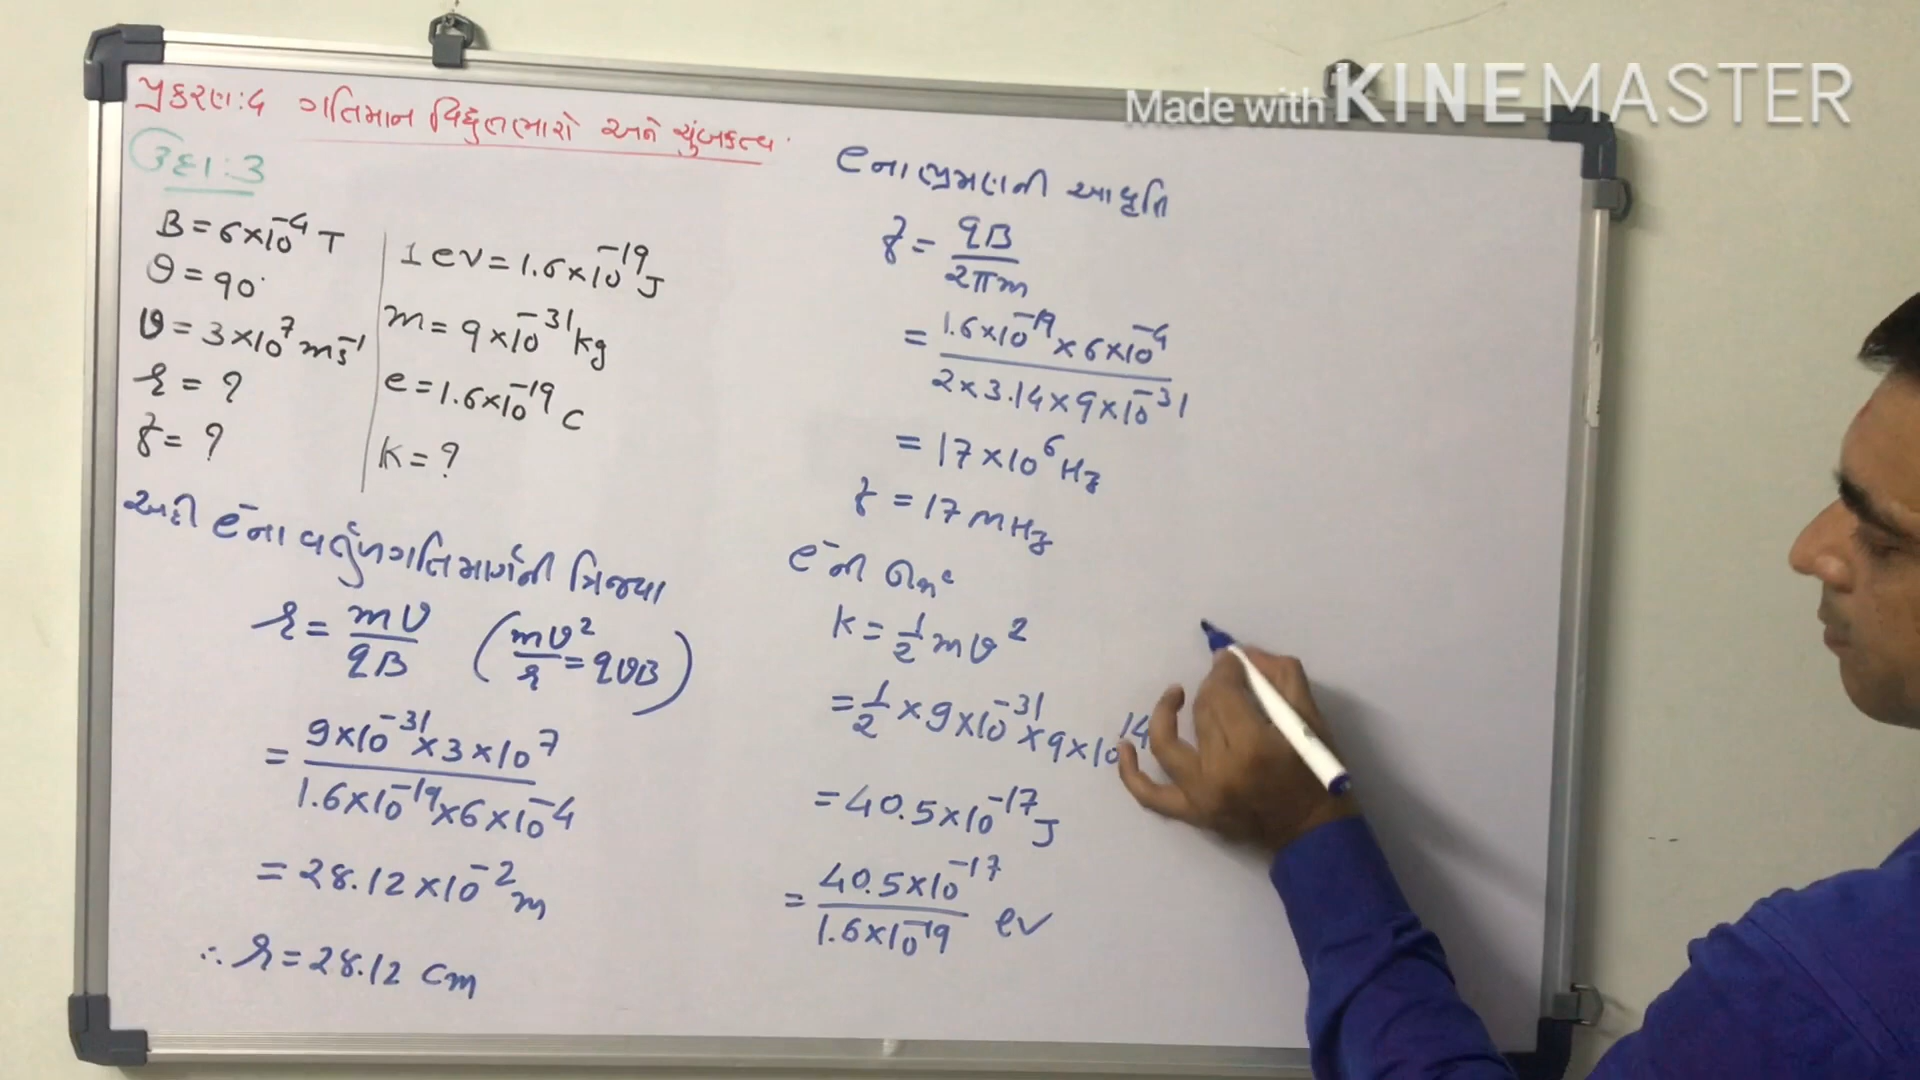 Made with KINEMASTER
પ્રકરણ:૪ ગતિમાન વિદ્યુતભારો અને ચુંબકત્વ
ઉદા:3
B = 6×10⁻⁴ T
θ = 90°
v = 3×10⁷ ms⁻¹
r = ?
f = ?
1 ev = 1.6×10⁻¹⁹ J
m = 9×10⁻³¹ kg
e = 1.6×10⁻¹⁹ C
k = ?
અહી e⁻ના વર્તુળગતિમાર્ગની ત્રિજ્યા
r = mv / qB (mv²/r = qvB)
= 9×10⁻³¹ × 3×10⁷ / 1.6×10⁻¹⁹ × 6×10⁻⁴
= 28.12×10⁻² m
∴ r = 28.12 cm
eના ભ્રમણની આવૃતિ
f = qB / 2πm
= 1.6×10⁻¹⁹ × 6×10⁻⁴ / 2×3.14×9×10⁻³¹
= 17×10⁶ Hz
f = 17 mHz
e⁻ની
k = 1/2 mv²
= 1/2 × 9×10⁻³¹ × 9×10¹⁴
= 40.5×10⁻¹⁷ J
= 40.5×10⁻¹⁷ / 1.6×10⁻¹⁹ ev